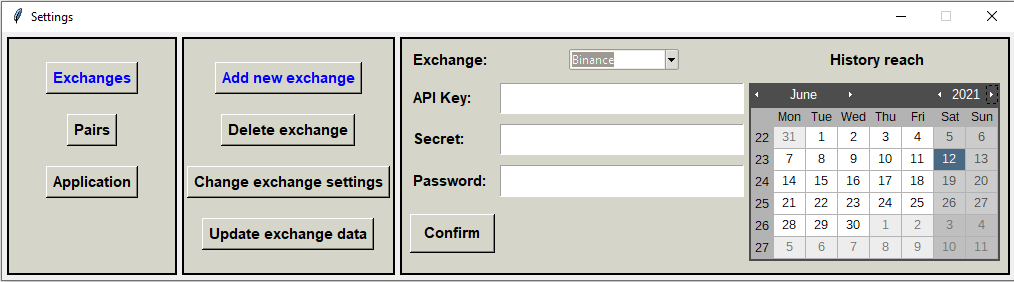 Settings
Exchanges
Pairs
Application
Add new exchange
Delete exchange
Change exchange settings
Update exchange data
Exchange: Binance
API Key:
Secret:
Password:
Confirm
History reach
June 2021
Mon Tue Wed Thu Fri Sat Sun
22 31 1 2 3 4 5 6
23 7 8 9 10 11 12 13
24 14 15 16 17 18 19 20
25 21 22 23 24 25 26 27
26 28 29 30 1 2 3 4
27 5 6 7 8 9 10 11